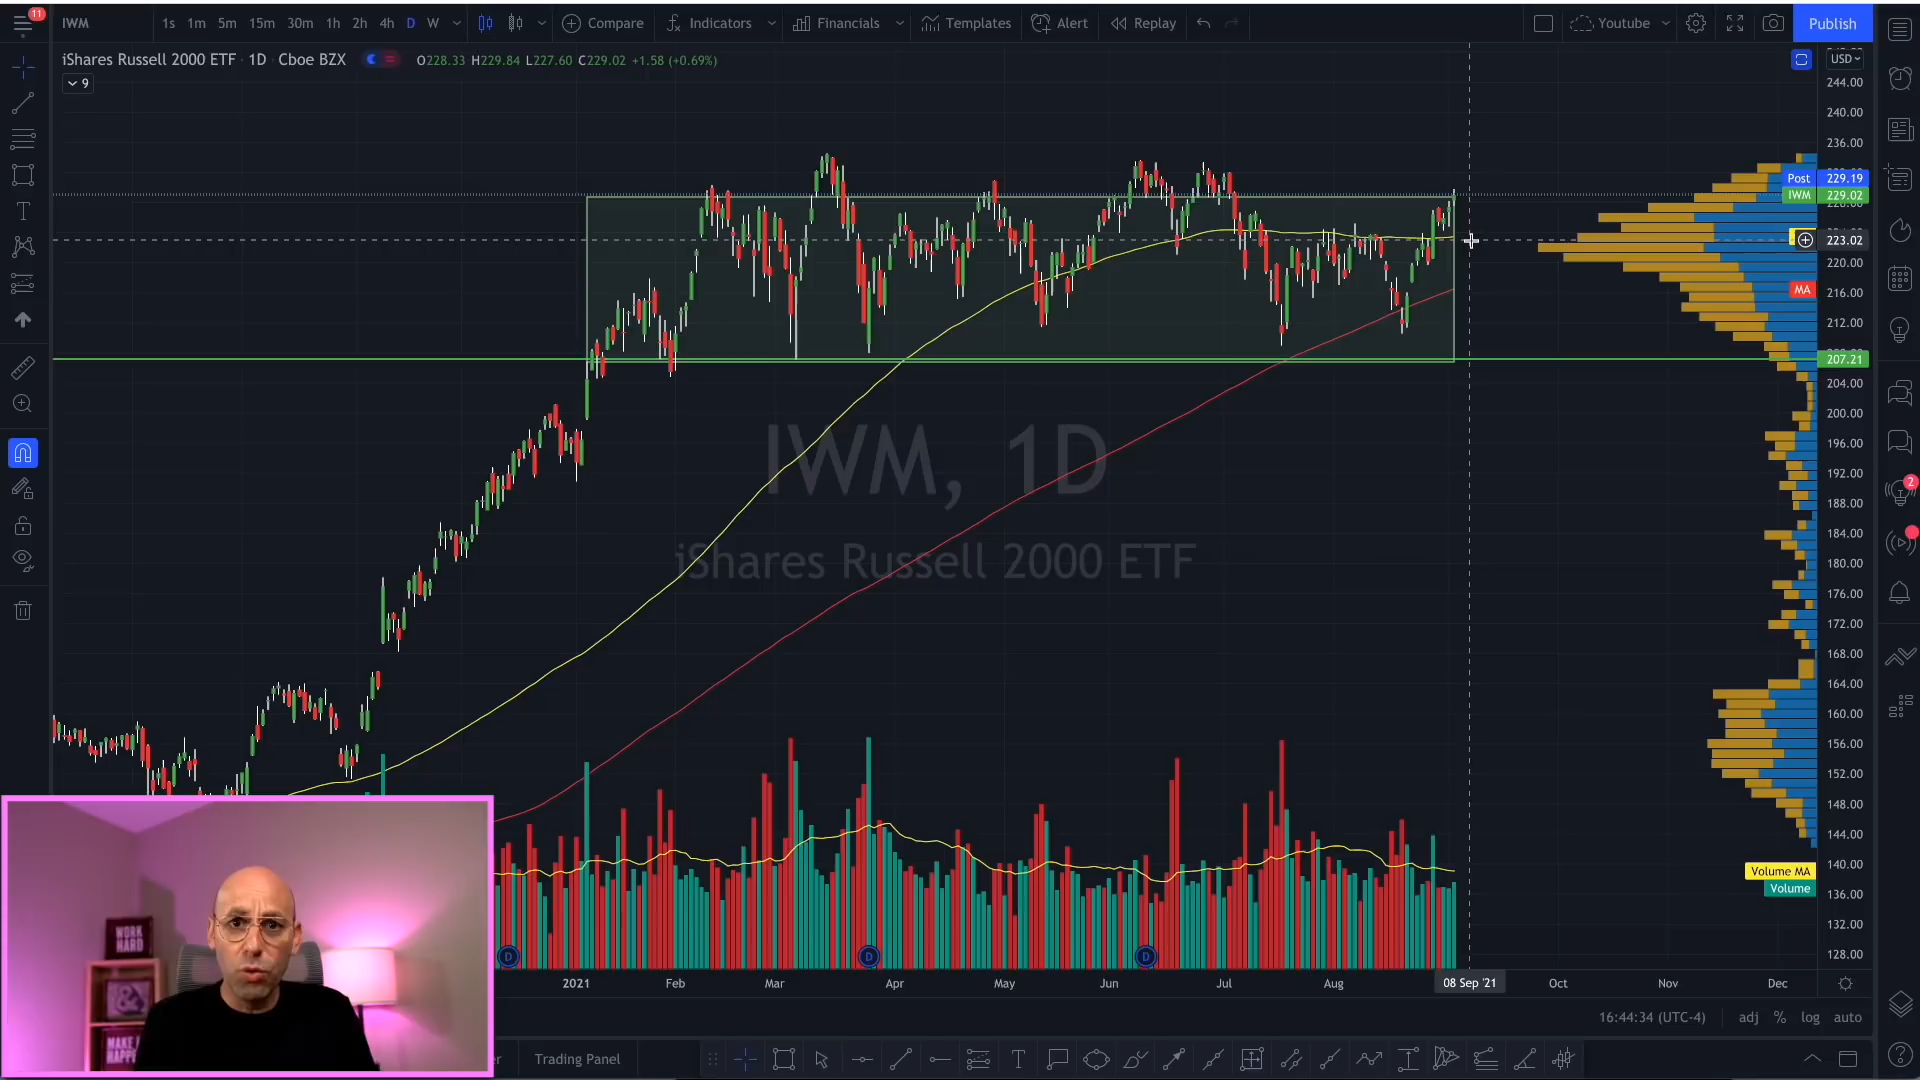 11
IWM
1s 1m 5m 15m 30m 1h 2h 4h D W
Compare
Indicators
Financials
Templates
Alert
Replay
Youtube
Publish
iShares Russell 2000 ETF · 1D · Cboe BZX
O228.33 H229.84 L227.60 C229.02 +1.58 (+0.69%)
9
USD
244.00
240.00
236.00
Post 229.19
IWM 229.02
223.02
220.00
216.00
MA
212.00
207.21
204.00
200.00
196.00
192.00
188.00
184.00
180.00
176.00
172.00
168.00
164.00
160.00
156.00
152.00
148.00
144.00
140.00
Volume MA
Volume
136.00
132.00
128.00
2
IWM, 1D
iShares Russell 2000 ETF
WORK
HARD
&
MAKE
HAPPE
D D D
2021 Feb Mar Apr May Jun Jul Aug 08 Sep '21 Oct Nov Dec
16:44:34 (UTC-4) adj % log auto
Trading Panel